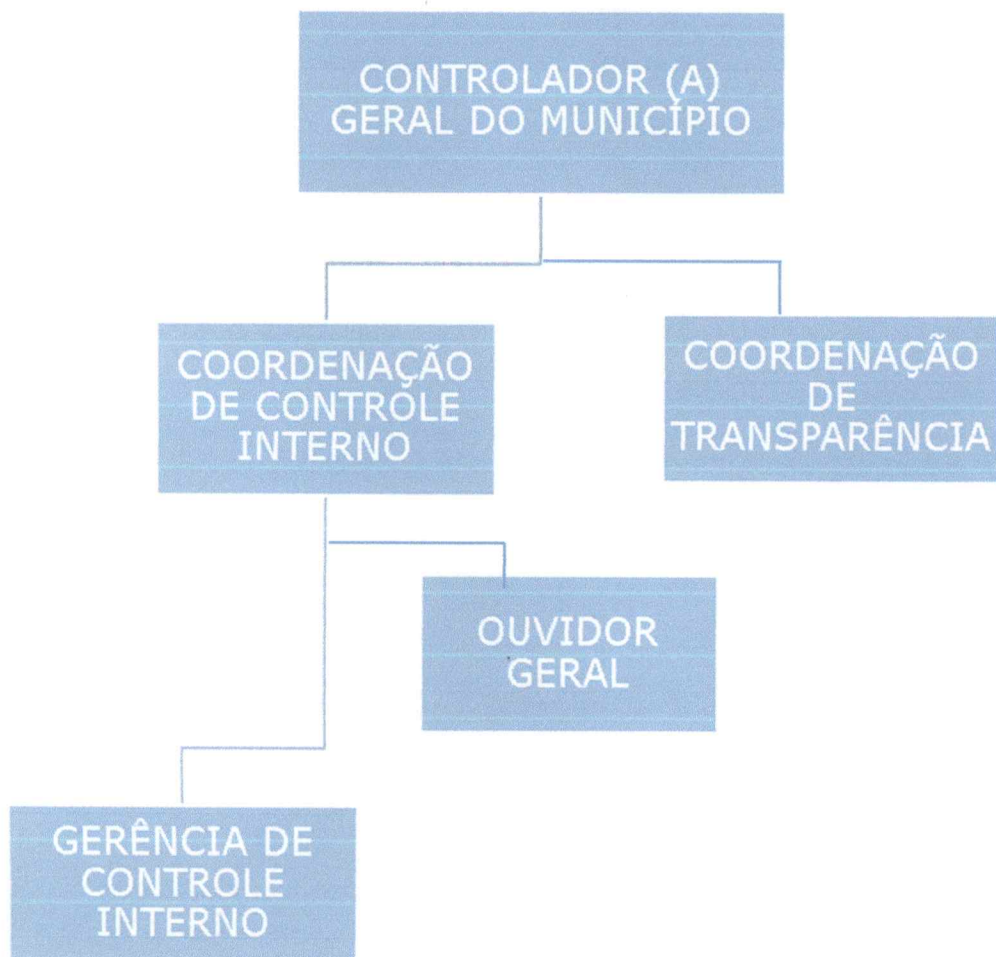 CONTROLADOR (A)
GERAL DO MUNICÍPIO
COORDENAÇÃO
DE CONTROLE
INTERNO
COORDENAÇÃO
DE
TRANSPARÊNCIA
OUVIDOR
GERAL
GERÊNCIA DE
CONTROLE
INTERNO